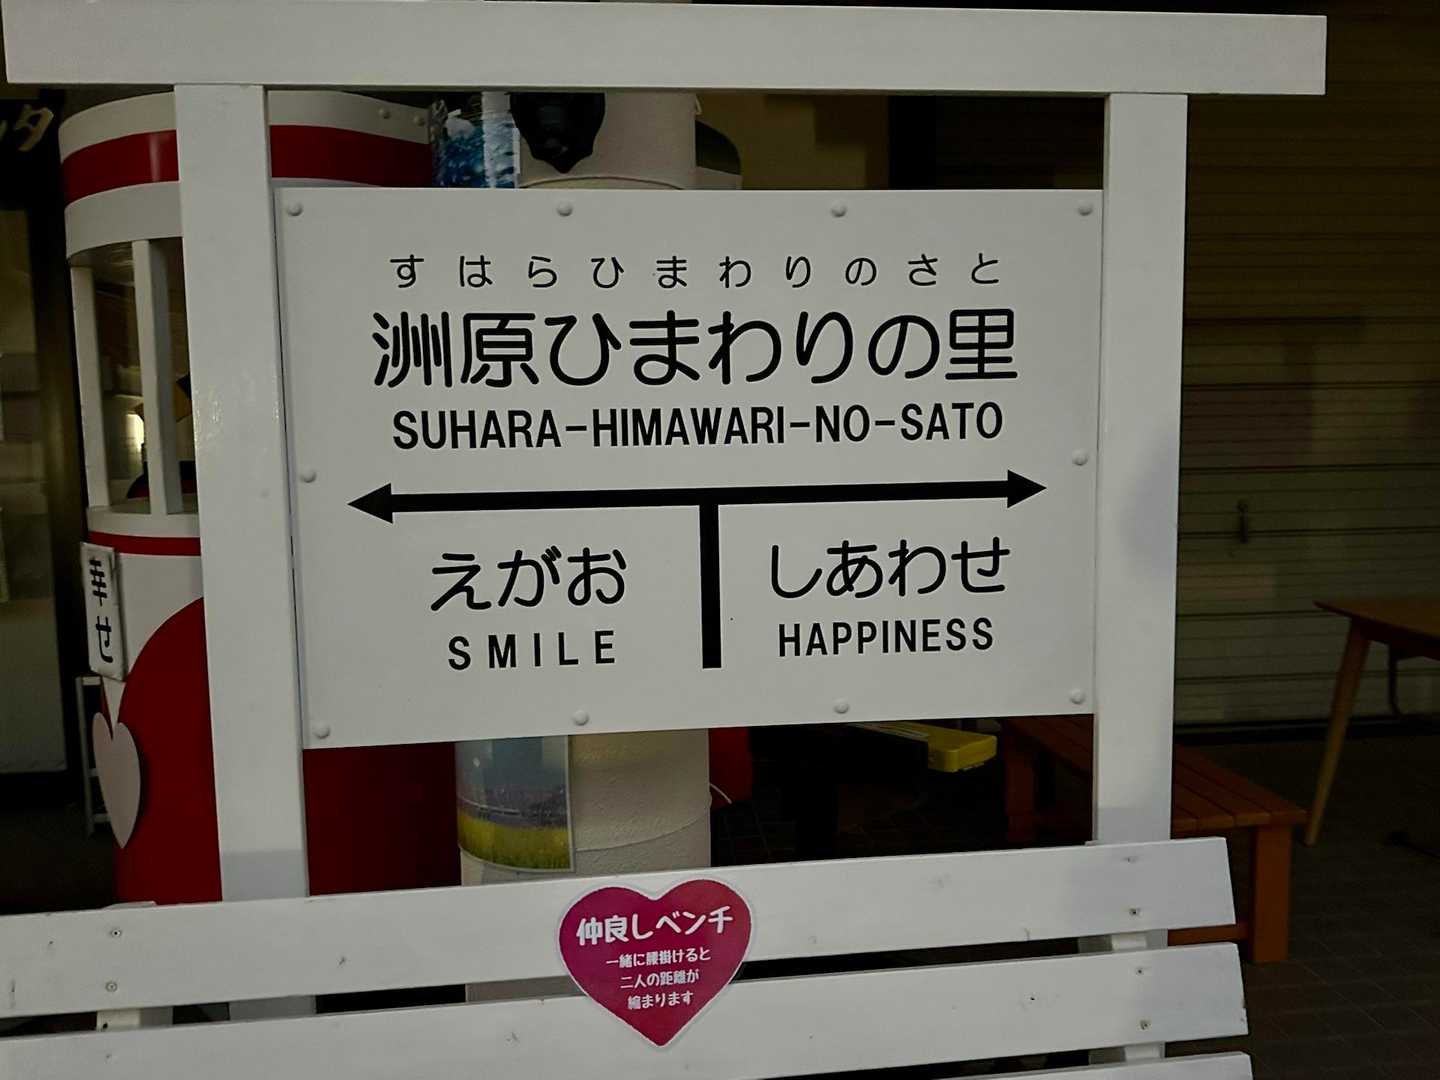 すはらひまわりのさと
洲原ひまわりの里
SUHARA-HIMAWARI-NO-SATO
えがお
SMILE
しあわせ
HAPPINESS
幸せ
仲良しベンチ
一緒に腰掛けると
二人の距離が
縮まります